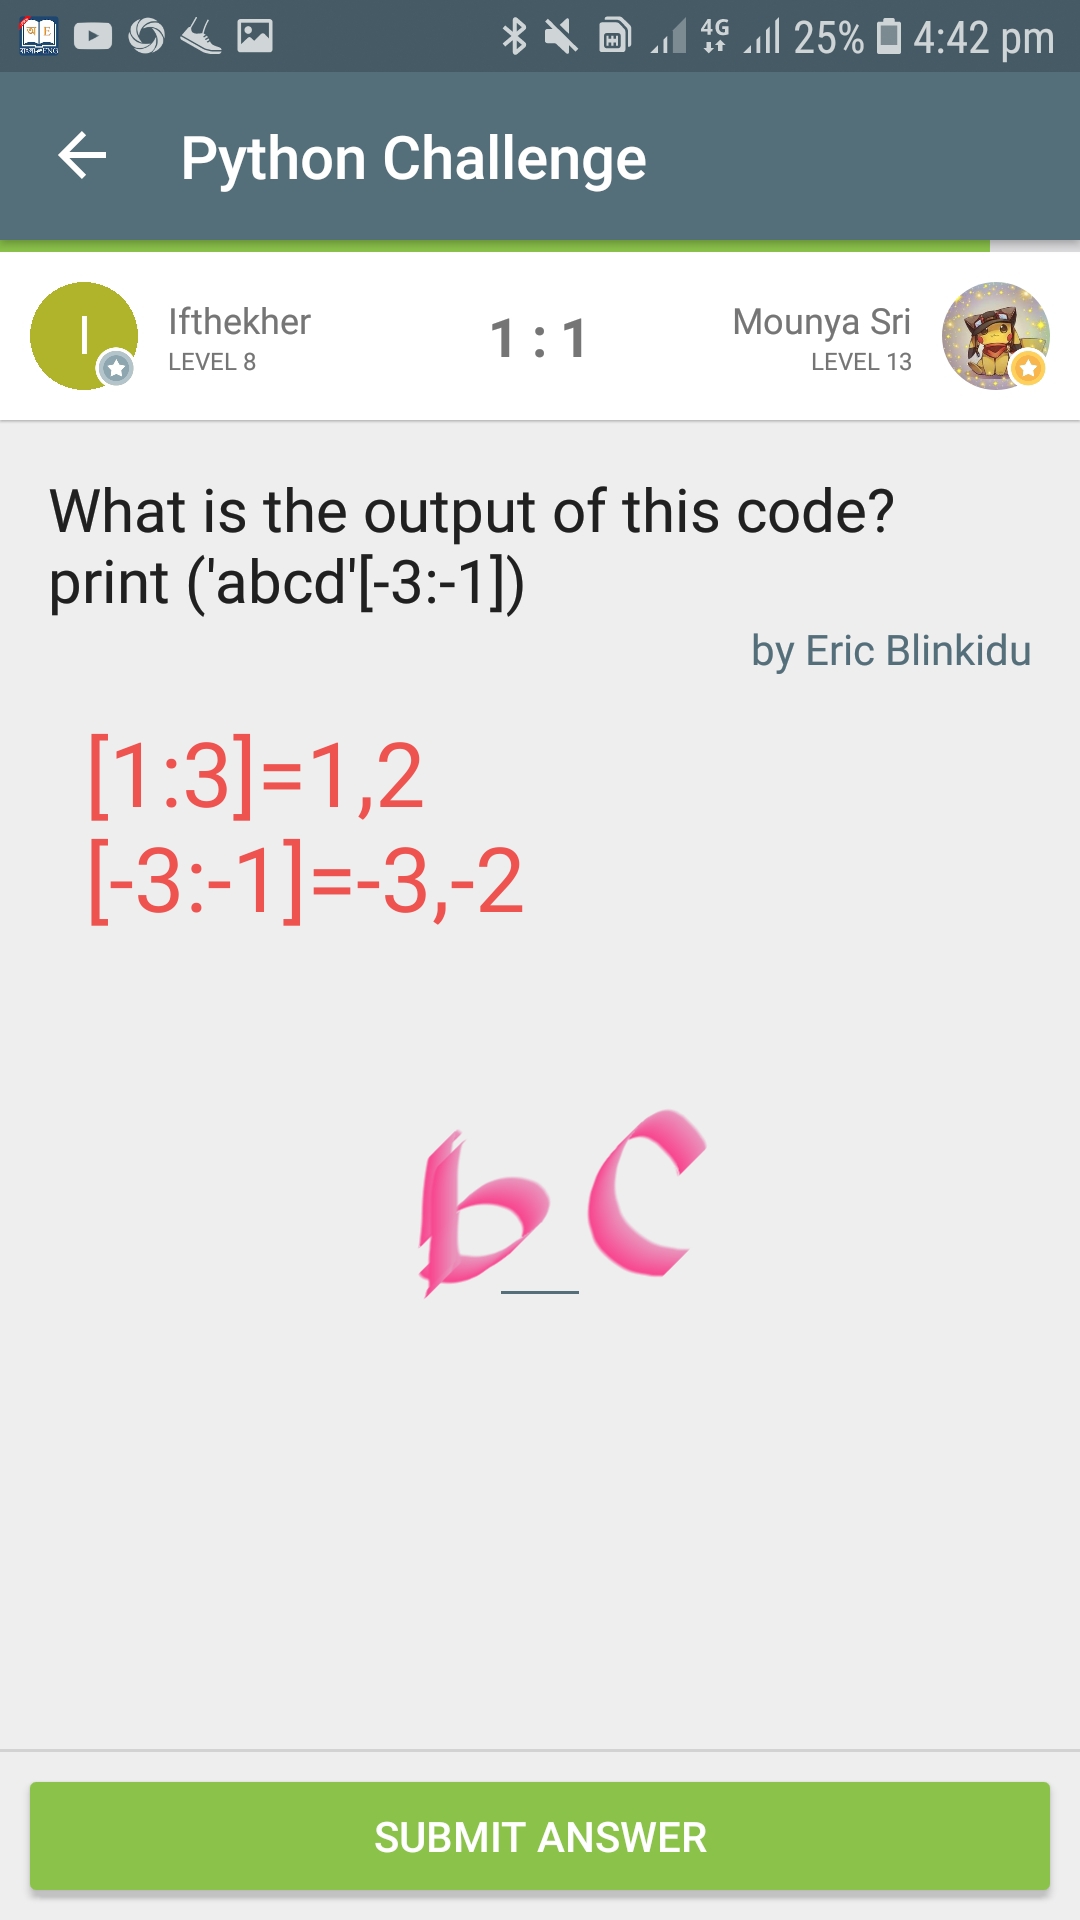 25% 4:42 pm
4G
Python Challenge
I
Ifthekher
LEVEL 8
1 : 1
Mounya Sri
LEVEL 13
What is the output of this code?
print ('abcd'[-3:-1])
by Eric Blinkidu
[1:3]=1,2
[-3:-1]=-3,-2
bC
SUBMIT ANSWER